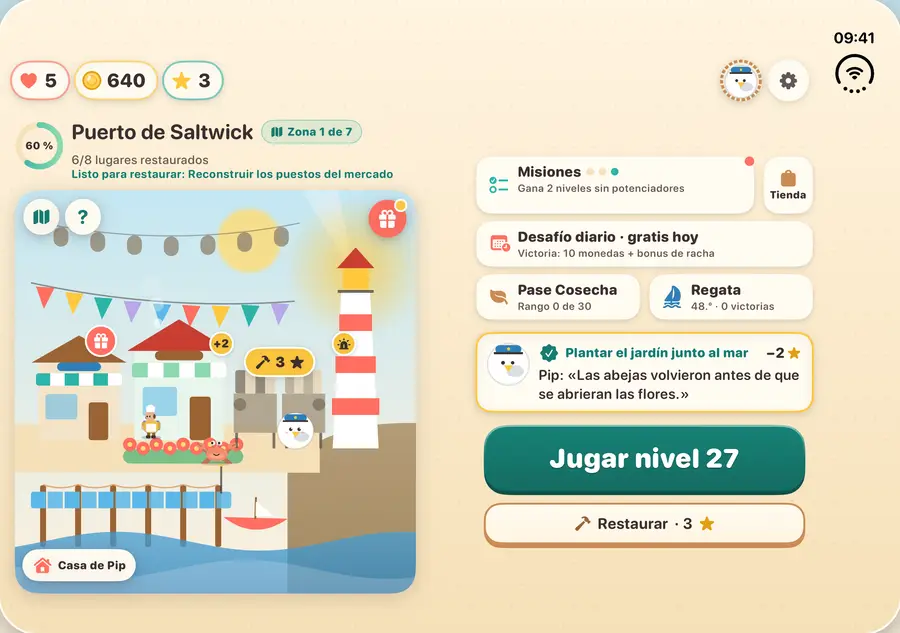 09:41
5
640
3
60 %
Puerto de Saltwick
Zona 1 de 7
6/8 lugares restaurados
Listo para restaurar: Reconstruir los puestos del mercado
?
+2
3
Casa de Pip
Misiones
Gana 2 niveles sin potenciadores
Tienda
Desafío diario · gratis hoy
Victoria: 10 monedas + bonus de racha
Pase Cosecha
Rango 0 de 30
Regata
48.° · 0 victorias
Plantar el jardín junto al mar
−2
Pip: «Las abejas volvieron antes de que
se abrieran las flores.»
Jugar nivel 27
Restaurar · 3